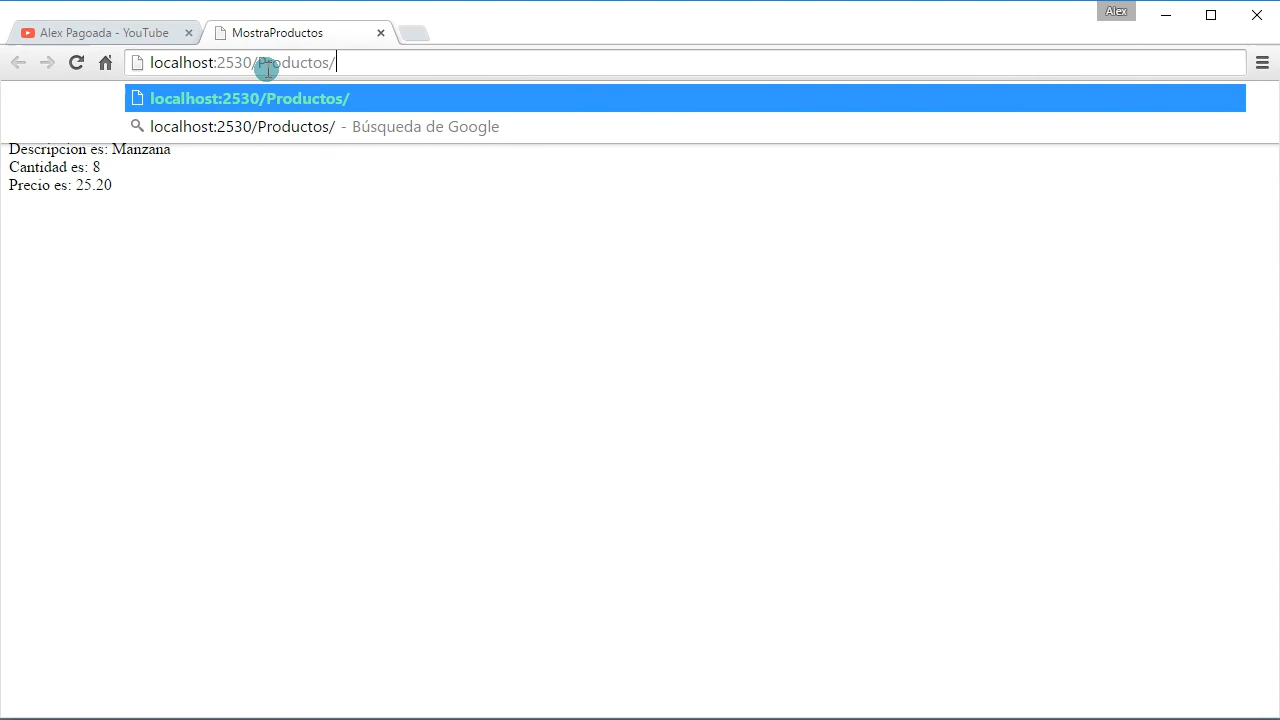 Alex
Alex Pagoada - YouTube
MostraProductos
localhost:2530/Productos/
localhost:2530/Productos/
localhost:2530/Productos/ - Búsqueda de Google
Descripcion es: Manzana
Cantidad es: 8
Precio es: 25.20